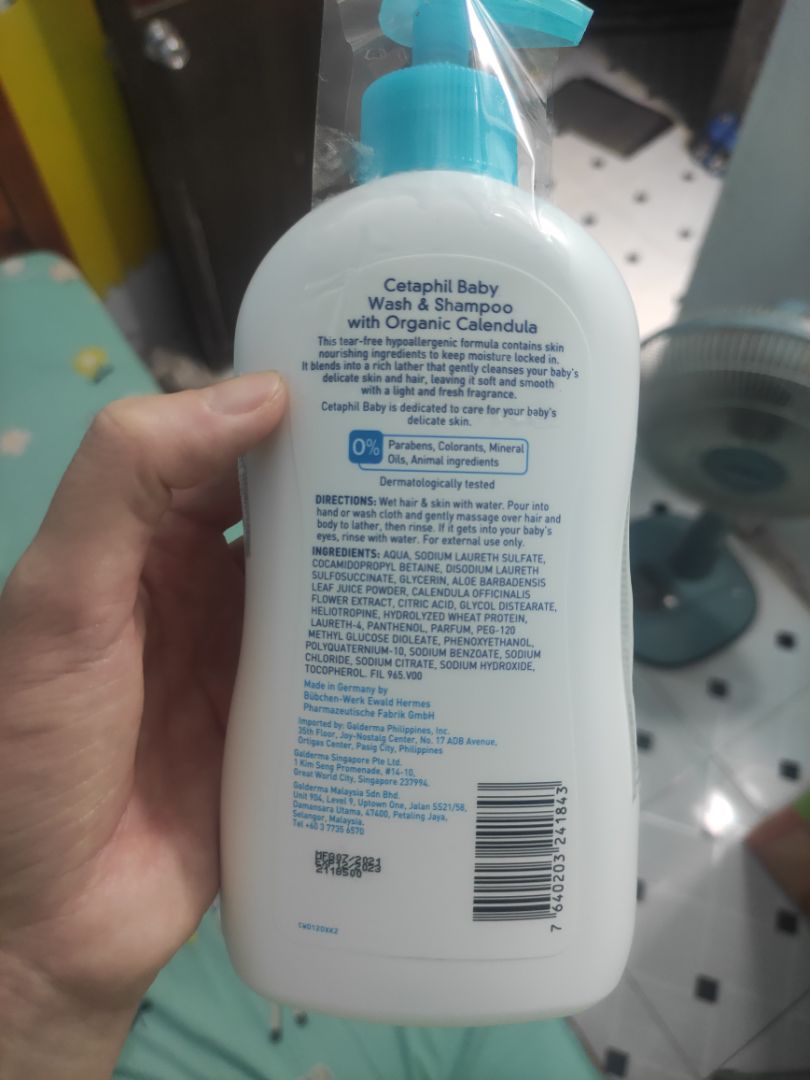 Cetaphil Baby
Wash & Shampoo
with Organic Calendula
This tear-free hypoallergenic formula contains skin
nourishing ingredients to keep moisture locked in.
It blends into a rich lather that gently cleanses your baby's
delicate skin and hair, leaving it soft and smooth
with a light and fresh fragrance.
Cetaphil Baby is dedicated to care for your baby's
delicate skin.
0% Parabens, Colorants, Mineral
Oils, Animal ingredients
Dermatologically tested
DIRECTIONS: Wet hair & skin with water. Pour into
hand or wash cloth and gently massage over hair and
body to lather, then rinse. If it gets into your baby's
eyes, rinse with water. For external use only.
INGREDIENTS: AQUA, SODIUM LAURETH SULFATE,
COCAMIDOPROPYL BETAINE, DISODIUM LAURETH
SULFOSUCCINATE, GLYCERIN, ALOE BARBADENSIS
LEAF JUICE POWDER, CALENDULA OFFICINALIS
FLOWER EXTRACT, CITRIC ACID, GLYCOL DISTEARATE,
HELIOTROPINE, HYDROLYZED WHEAT PROTEIN,
LAURETH-4, PANTHENOL, PARFUM, PEG-120
METHYL GLUCOSE DIOLEATE, PHENOXYETHANOL,
POLYQUATERNIUM-10, SODIUM BENZOATE, SODIUM
CHLORIDE, SODIUM CITRATE, SODIUM HYDROXIDE,
TOCOPHEROL. FIL 965.V00
Made in Germany by
Bübchen-Werk Ewald Hermes
Pharmazeutische Fabrik GmbH
Imported by: Galderma Philippines, Inc.
35th Floor, Joy-Nostalg Center, No. 17 ADB Avenue,
Ortigas Center, Pasig City, Philippines
Galderma Singapore Pte Ltd.
1 Kim Seng Promenade, #14-10,
Great World City, Singapore 237994.
Galderma Malaysia Sdn Bhd.
Unit 904, Level 9, Uptown One, Jalan SS21/58,
Damansara Utama, 47400, Petaling Jaya,
Selangor, Malaysia.
Tel +60 3 7735 6570
MFG07/2021
EXP12/2023
2118500
CWD120XK2
7 640203 241843